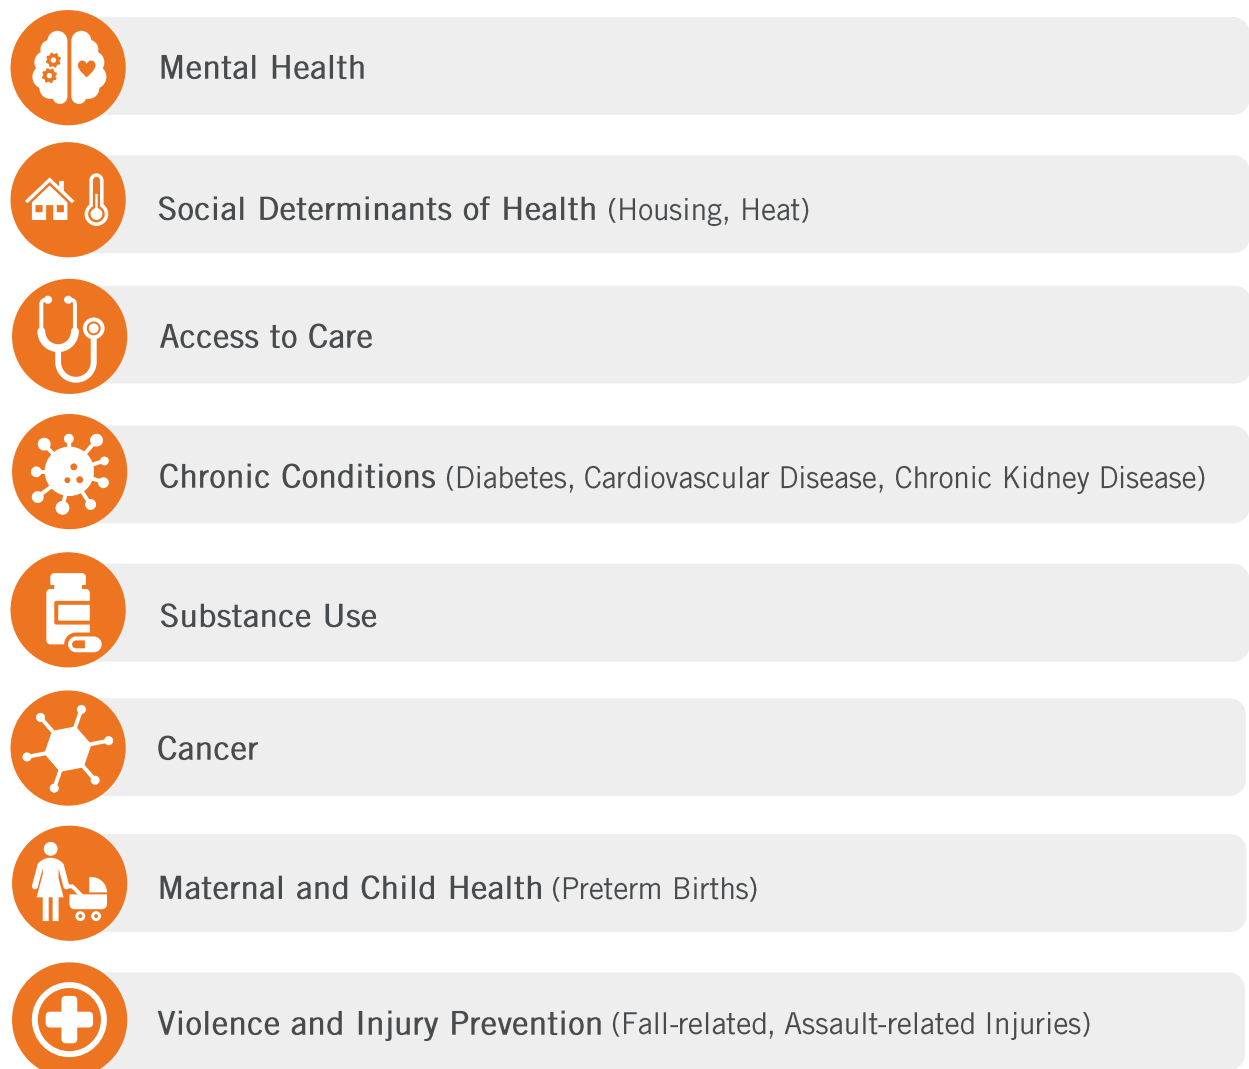 Mental Health
Social Determinants of Health (Housing, Heat)
Access to Care
Chronic Conditions (Diabetes, Cardiovascular Disease, Chronic Kidney Disease)
Substance Use
Cancer
Maternal and Child Health (Preterm Births)
Violence and Injury Prevention (Fall-related, Assault-related Injuries)